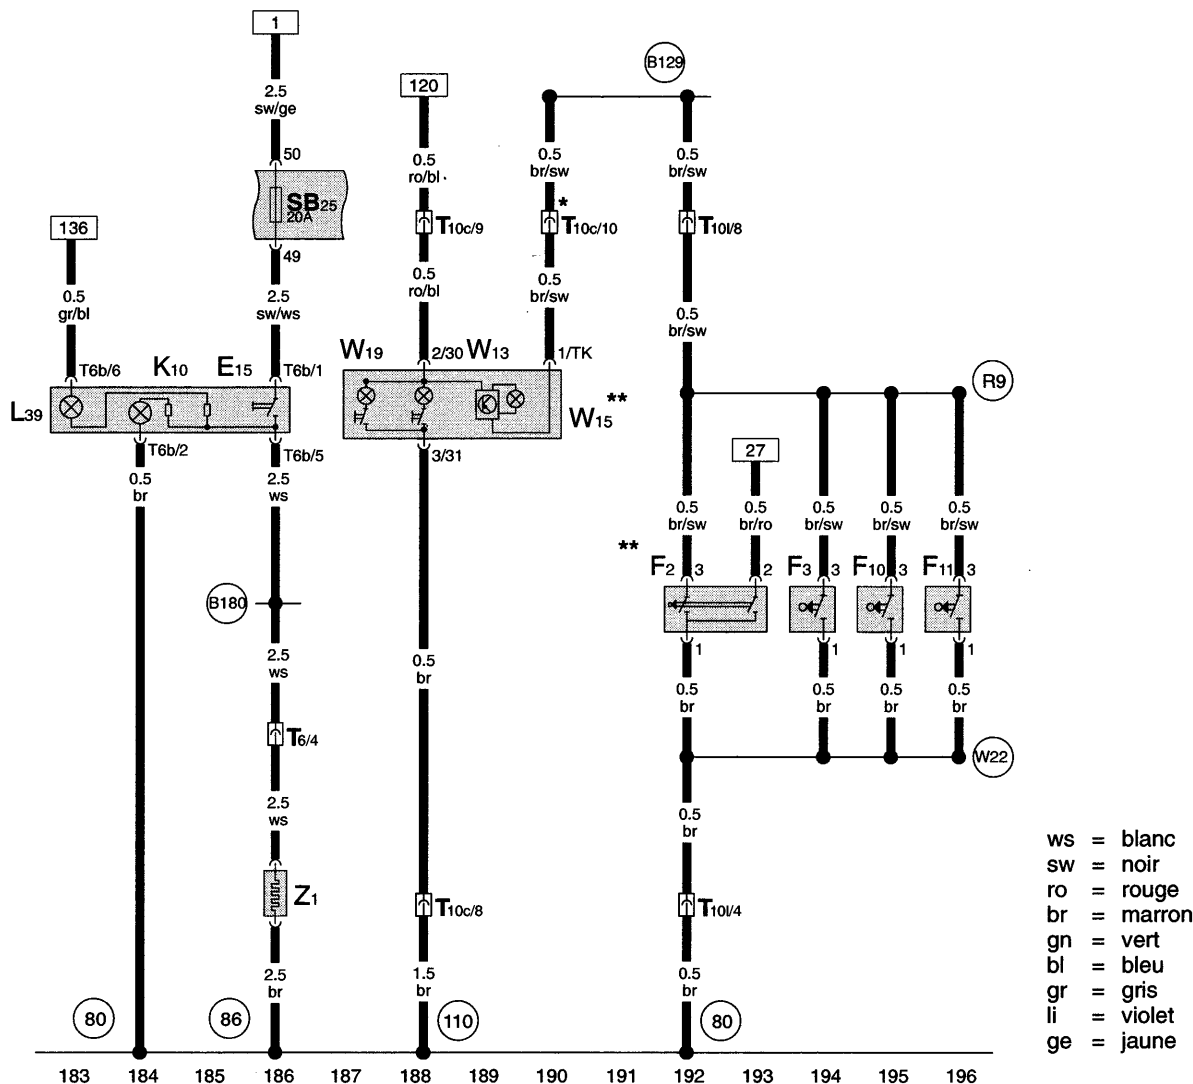 1
B129
120
2.5
sw/ge
0.5
ro/bl
0.5
br/sw
0.5
br/sw
50
SB25
20A
*
136
T10c/9
T10c/10
T10l/8
49
0.5
gr/bl
2.5
sw/ws
0.5
ro/bl
0.5
br/sw
0.5
br/sw
W19
2/30
W13
1/TK
T6b/6
K10
E15
T6b/1
R9
L39
W15
**
T6b/2
T6b/5
3/31
27
0.5
br
2.5
ws
0.5
br/sw
0.5
br/ro
0.5
br/sw
0.5
br/sw
0.5
br/sw
**
F2
3
2
F3
3
F10
3
F11
3
B180
1
1
1
1
2.5
ws
0.5
br
0.5
br
0.5
br
0.5
br
0.5
br
T6/4
W22
2.5
ws
0.5
br
ws = blanc
sw = noir
ro = rouge
br = marron
gn = vert
bl = bleu
gr = gris
li = violet
ge = jaune
Z1
T10c/8
T10l/4
2.5
br
1.5
br
0.5
br
80
86
110
80
183 184 185 186 187 188 189 190 191 192 193 194 195 196